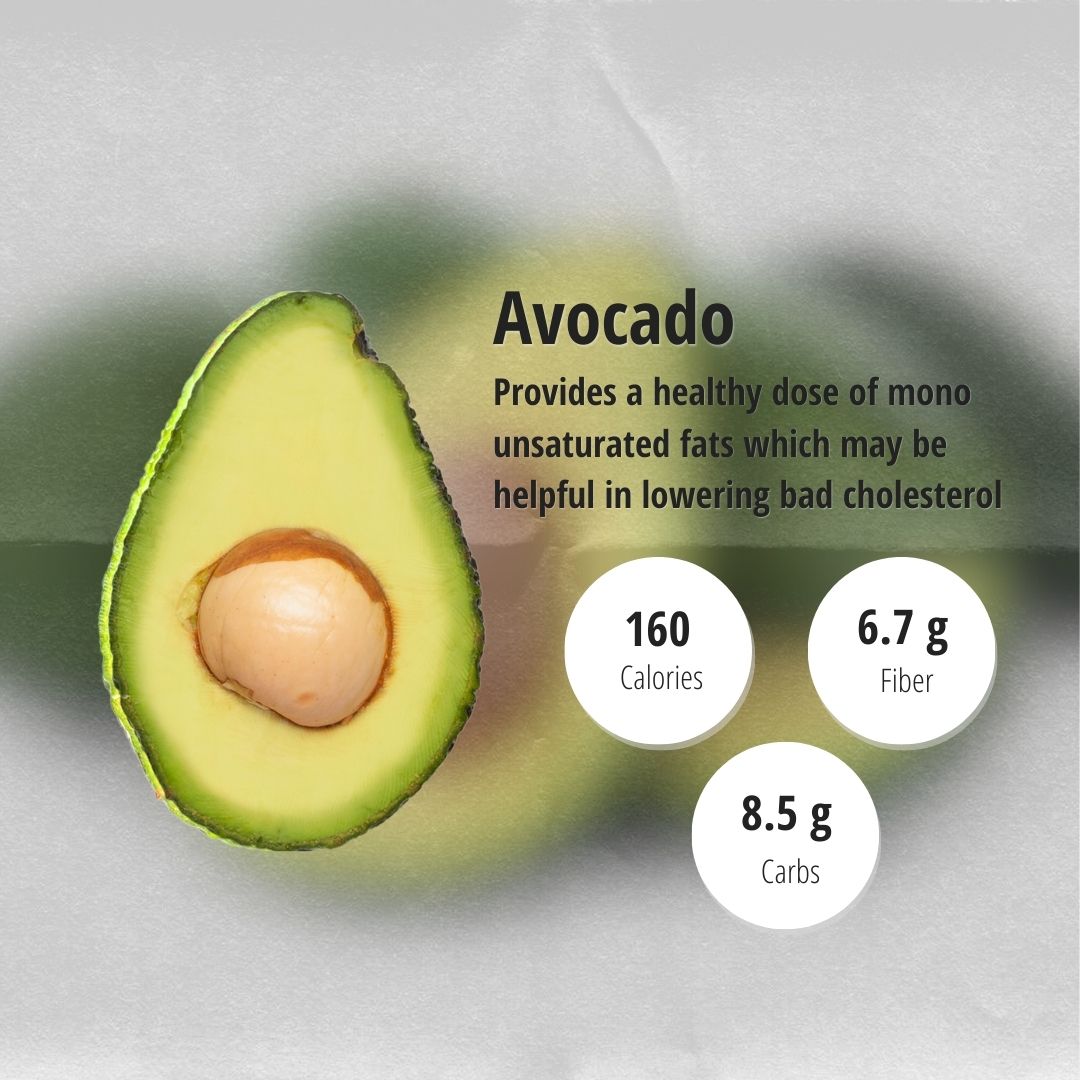 Avocado
Provides a healthy dose of mono
unsaturated fats which may be
helpful in lowering bad cholesterol
160
Calories
6.7 g
Fiber
8.5 g
Carbs